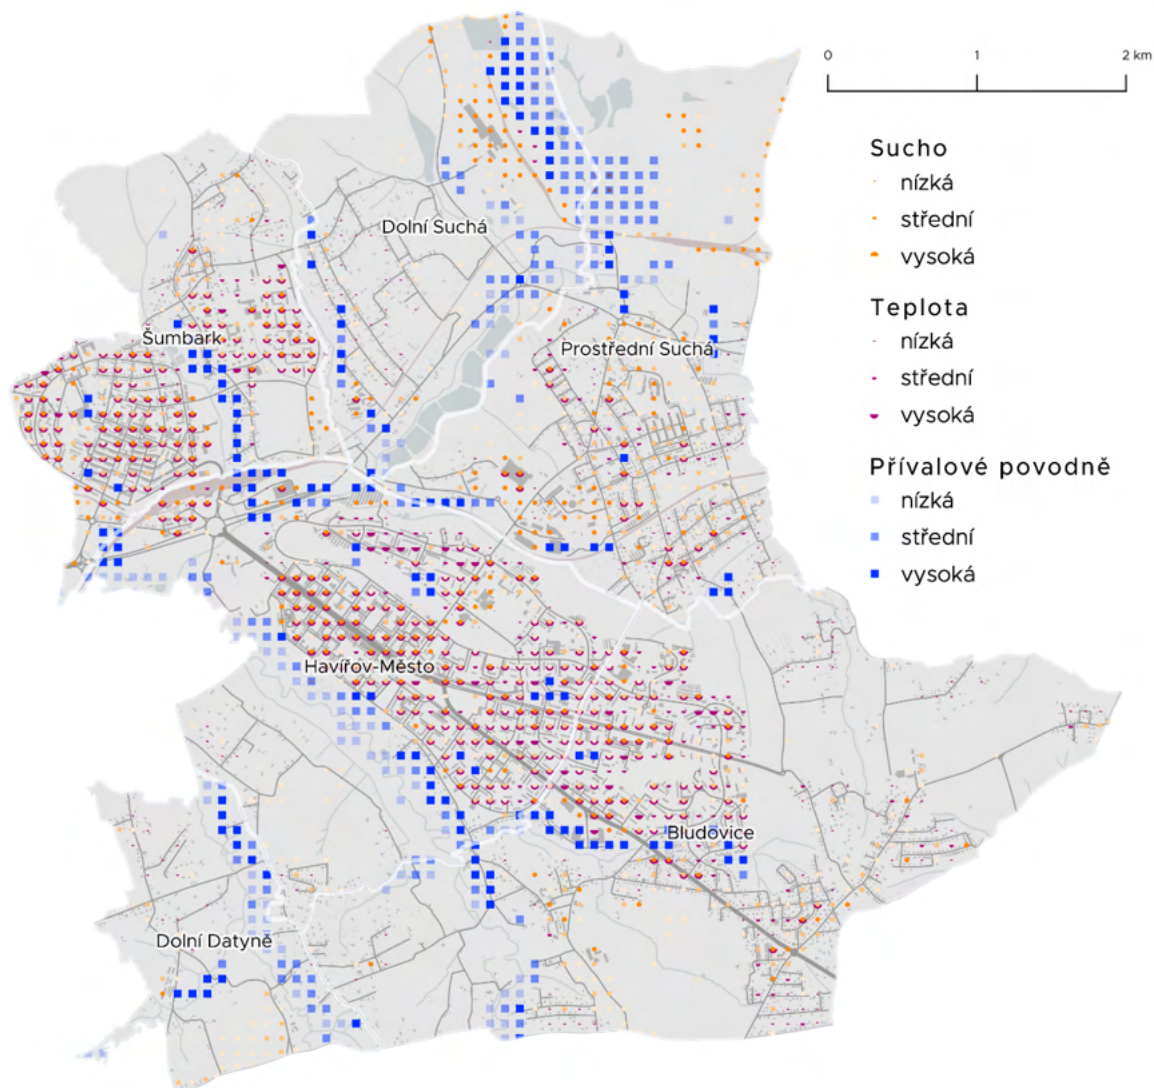 0 1 2 km
Sucho
nízká
střední
vysoká
Teplota
nízká
střední
vysoká
Přívalové povodně
nízká
střední
vysoká
Dolní Suchá
Šumbark
Prostřední Suchá
Havířov-Město
Bludovice
Dolní Datyně